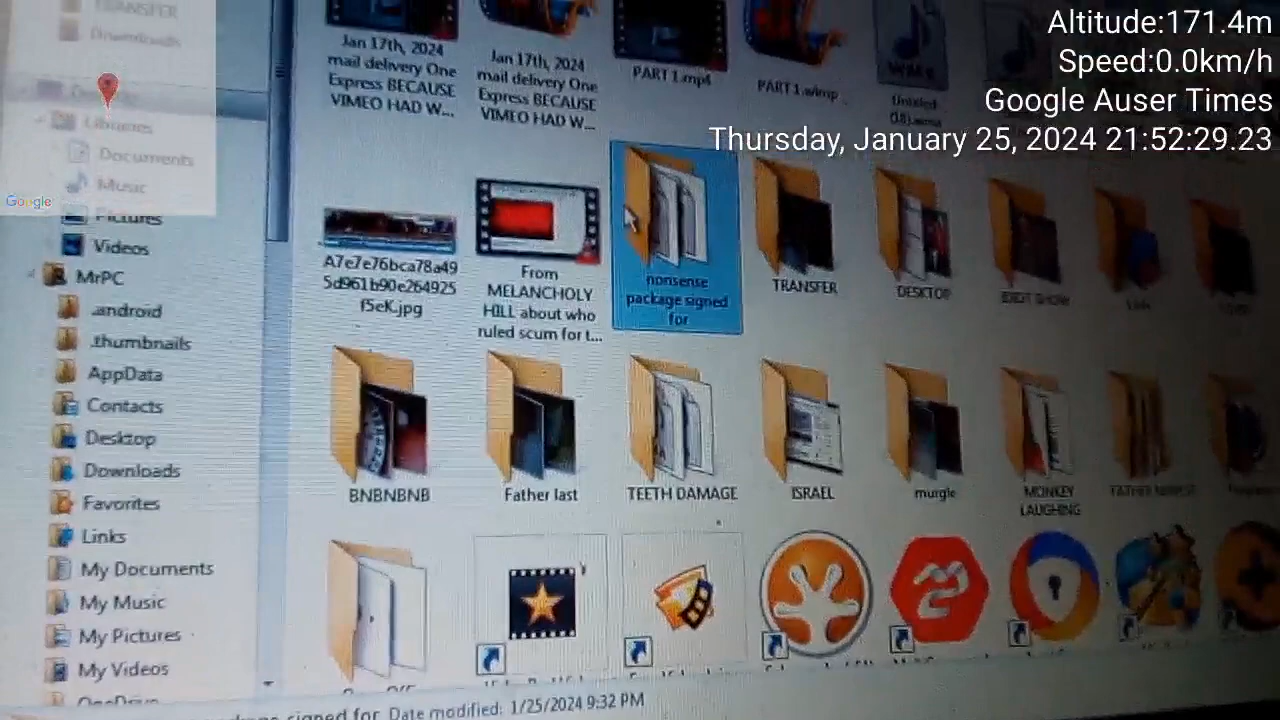 TRANSFER
Downloads
Libraries
Documents
Music
Google
Pictures
Videos
MrPC
.android
.thumbnails
AppData
Contacts
Desktop
Downloads
Favorites
Links
My Documents
My Music
My Pictures
My Videos
OneDrive
Altitude:171.4m
Speed:0.0km/h
Google Auser Times
Thursday, January 25, 2024 21:52:29.23
Jan 17th, 2024
mail delivery One
Express BECAUSE
VIMEO HAD W...
Jan 17th, 2024
mail delivery One
Express BECAUSE
VIMEO HAD W...
PART 1.mp4
PART 1.wlmp
A7e7e76bca78a49
5d961b90e264925
f5eK.jpg
From
MELANCHOLY
HILL about who
ruled scum for t...
nonsense
package signed
for
TRANSFER
DESKTOP
IDIOT SHOW
BNBNBNB
Father last
TEETH DAMAGE
ISRAEL
murgle
MONKEY
LAUGHING
signed for Date modified: 1/25/2024 9:32 PM